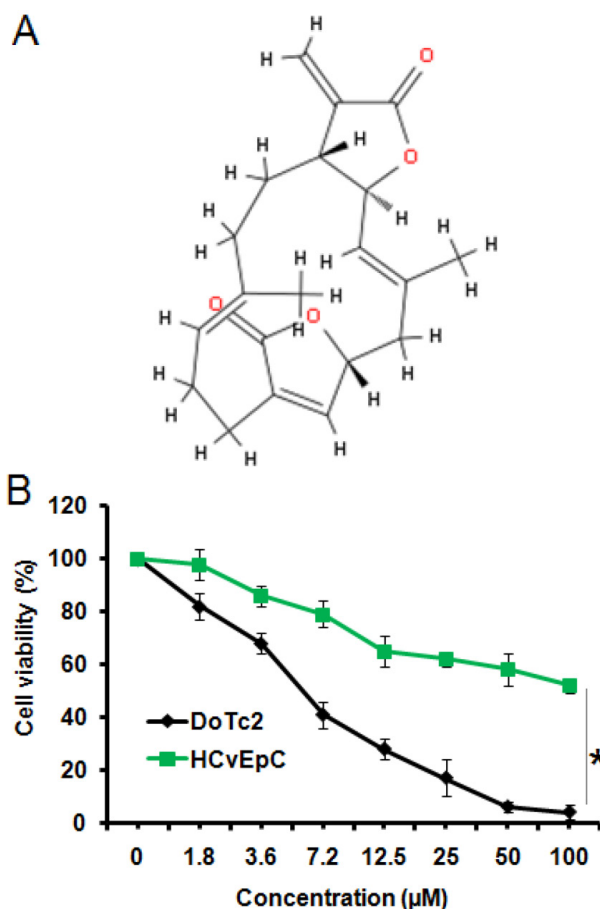 A
H
H
O
H
O
H
H
H
H
H
H
H
H
H
H
O
H
O
H
H
H
H
H
H
H
H
H
B
120
100
80
60
40
20
0
Cell viability (%)
DoTc2
HCvEpC
*
0 1.8 3.6 7.2 12.5 25 50 100
Concentration (µM)